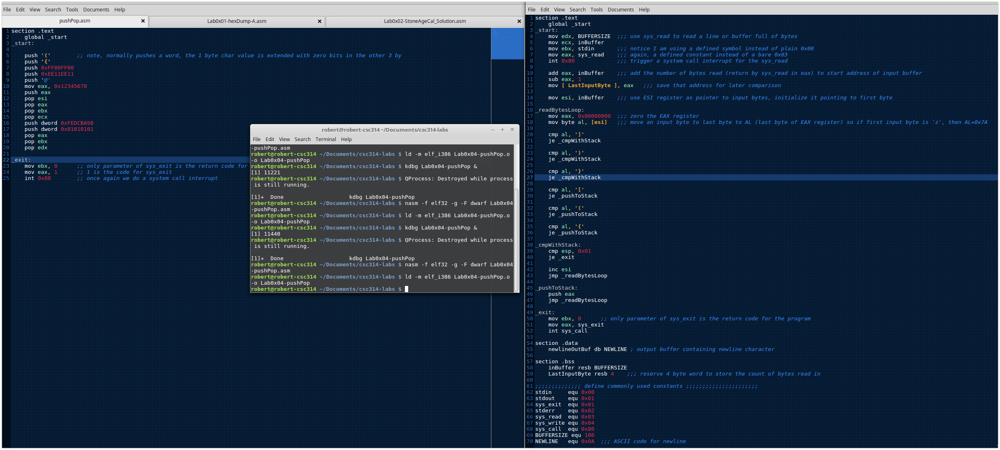 File Edit View Search Tools Documents Help
pushPop.asm
Lab0x01-hexDump-A.asm
Lab0x02-StoneAgeCal_Solution.asm
1 section .text
2     global _start
3 _start:
4
5     push '('        ;; note, normally pushes a word, the 1 byte char value is extended with zero bits in the other 3 by
6     push '{'
7     push 0xFF00FF00
8     push 0xEE11EE11
9     push '@'
10     mov eax, 0x12345678
11     push eax
12     pop esi
13     pop eax
14     pop ebx
15     pop ecx
16     push dword 0xFEDCBA98
17     push dword 0x01010101
18     pop eax
19     pop ebx
20     pop edx
21
22 _exit:
23     mov ebx, 0      ;; only parameter of sys_exit is the return code for
24     mov eax, 1      ;; 1 is the code for sys_exit
25     int 0x80        ;; once again we do a system call interrupt
robert@robert-csc314 ~/Documents/csc314-labs
File Edit View Search Terminal Help
-pushPop.asm
robert@robert-csc314 ~/Documents/csc314-labs $ ld -m elf_i386 Lab0x04-pushPop.o
-o Lab0x04-pushPop
robert@robert-csc314 ~/Documents/csc314-labs $ kdbg Lab0x04-pushPop &
[1] 11221
robert@robert-csc314 ~/Documents/csc314-labs $ QProcess: Destroyed while process
is still running.
[1]+  Done                    kdbg Lab0x04-pushPop
robert@robert-csc314 ~/Documents/csc314-labs $ nasm -f elf32 -g -F dwarf Lab0x04
-pushPop.asm
robert@robert-csc314 ~/Documents/csc314-labs $ ld -m elf_i386 Lab0x04-pushPop.o
-o Lab0x04-pushPop
robert@robert-csc314 ~/Documents/csc314-labs $ kdbg Lab0x04-pushPop &
[1] 11440
robert@robert-csc314 ~/Documents/csc314-labs $ QProcess: Destroyed while process
is still running.
[1]+  Done                    kdbg Lab0x04-pushPop
robert@robert-csc314 ~/Documents/csc314-labs $ nasm -f elf32 -g -F dwarf Lab0x04
-pushPop.asm
robert@robert-csc314 ~/Documents/csc314-labs $ ld -m elf_i386 Lab0x04-pushPop.o
-o Lab0x04-pushPop
robert@robert-csc314 ~/Documents/csc314-labs $
File Edit View Search Tools Documents Help
1 section .text
2     global _start
3 _start:
4     mov edx, BUFFERSIZE  ;;; use sys_read to read a line or buffer full of bytes
5     mov ecx, inBuffer
6     mov ebx, stdin       ;;; notice I am using a defined symbol instead of plain 0x00
7     mov eax, sys_read    ;;; again, a defined constant instead of a bare 0x03
8     int 0x80             ;;; trigger a system call interrupt for the sys_read
9
10     add eax, inBuffer    ;;; add the number of bytes read (return by sys_read in eax) to start address of input buffer
11     sub eax, 1
12     mov [ LastInputByte ], eax   ;;; save that address for later comparison
13
14     mov esi, inBuffer    ;;; use ESI register as pointer to input bytes, initialize it pointing to first byte
15
16 _readBytesLoop:
17     mov eax, 0x00000000  ;;; zero the EAX register
18     mov byte al, [esi]   ;;; move an input byte to last byte to AL (last byte of EAX register) so if first input byte is 'z', then AL=0x7A
19
20     cmp al, ']'
21     je _cmpWithStack
22
23     cmp al, ')'
24     je _cmpWithStack
25
26     cmp al, '}'
27     je _cmpWithStack
28
29     cmp al, '['
30     je _pushToStack
31
32     cmp al, '('
33     je _pushToStack
34
35     cmp al, '{'
36     je _pushToStack
37
38 _cmpWithStack:
39     cmp esp, 0x01
40     je _exit
41
42     inc esi
43     jmp _readBytesLoop
44
45 _pushToStack:
46     push eax
47     jmp _readBytesLoop
48
49 _exit:
50     mov ebx, 0      ;; only parameter of sys_exit is the return code for the program
51     mov eax, sys_exit
52     int sys_call
53
54 section .data
55     newlineOutBuf db NEWLINE ; output buffer containing newline character
56
57 section .bss
58     inBuffer resb BUFFERSIZE
59     LastInputByte resb 4    ;;; reserve 4 byte word to store the count of bytes read in
60
61 ;;;;;;;;;;;;;; define commonly used constants ;;;;;;;;;;;;;;;;;;;;;;
62 stdin     equ 0x00
63 stdout    equ 0x01
64 sys_exit  equ 0x01
65 stderr    equ 0x02
66 sys_read  equ 0x03
67 sys_write equ 0x04
68 sys_call  equ 0x80
69 BUFFERSIZE equ 100
70 NEWLINE   equ 0x0A  ;;; ASCII code for newline